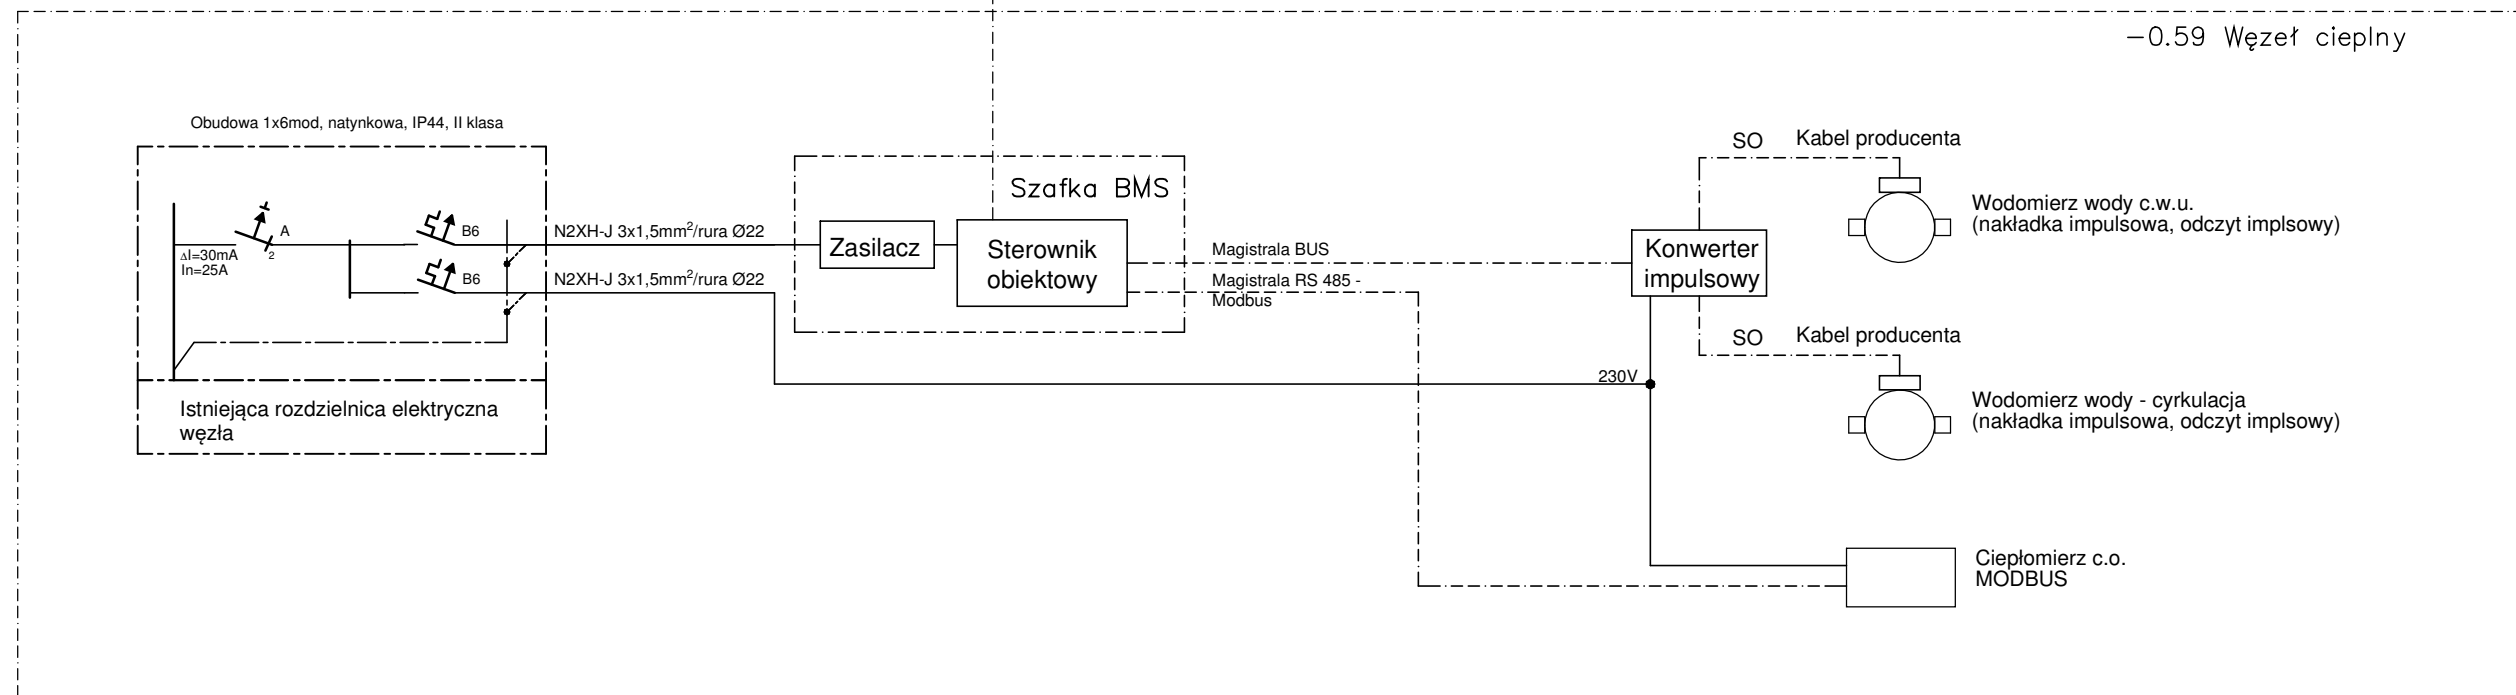 -0.59 Węzeł cieplny
Obudowa 1x6mod, natynkowa, IP44, II klasa
A
2
ΔI=30mA
In=25A
B6
B6
N2XH-J 3x1,5mm²/rura Ø22
N2XH-J 3x1,5mm²/rura Ø22
Istniejąca rozdzielnica elektryczna
węzła
Szafka BMS
Zasilacz
Sterownik
obiektowy
Magistrala BUS
Magistrala RS 485 -
Modbus
230V
Konwerter
impulsowy
SO
Kabel producenta
Wodomierz wody c.w.u.
(nakładka impulsowa, odczyt implsowy)
SO
Kabel producenta
Wodomierz wody - cyrkulacja
(nakładka impulsowa, odczyt implsowy)
Ciepłomierz c.o.
MODBUS